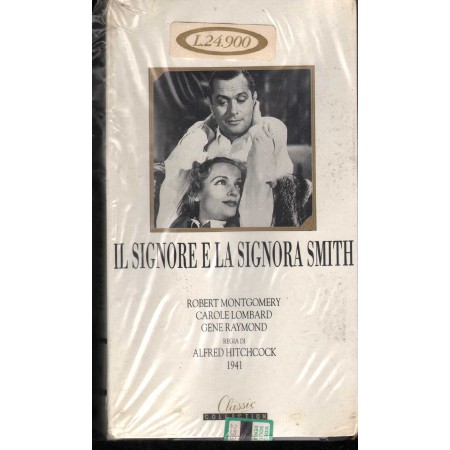 L.24.900
IL SIGNORE E LA SIGNORA SMITH
ROBERT MONTGOMERY
CAROLE LOMBARD
GENE RAYMOND
REGIA DI
ALFRED HITCHCOCK
1941
Classic
COLLECTION